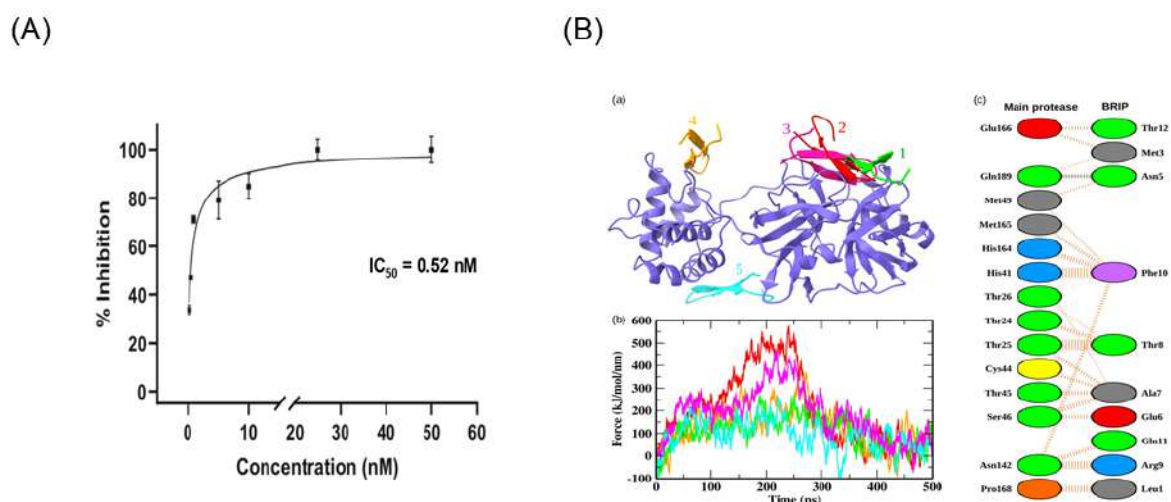 (A)
% Inhibition
100
80
60
40
20
0
0
10
20
20
30
40
50
60
Concentration (nM)
IC50 = 0.52 nM
(B)
(a)
4
3
2
1
5
(b)
Force (kJ/mol/nm)
600
500
400
300
200
100
0
-100
0
100
200
300
400
500
Time (ps)
(c)
Main protease BRIP
Glu166 Thr12
Met3
Gln189 Asn5
Met49
Met165
His164
His41 Phe10
Thr26
Thr24
Thr25 Thr8
Cys44
Thr45 Ala7
Ser46 Glu6
Gln11
Asn142 Arg9
Pro168 Leu1